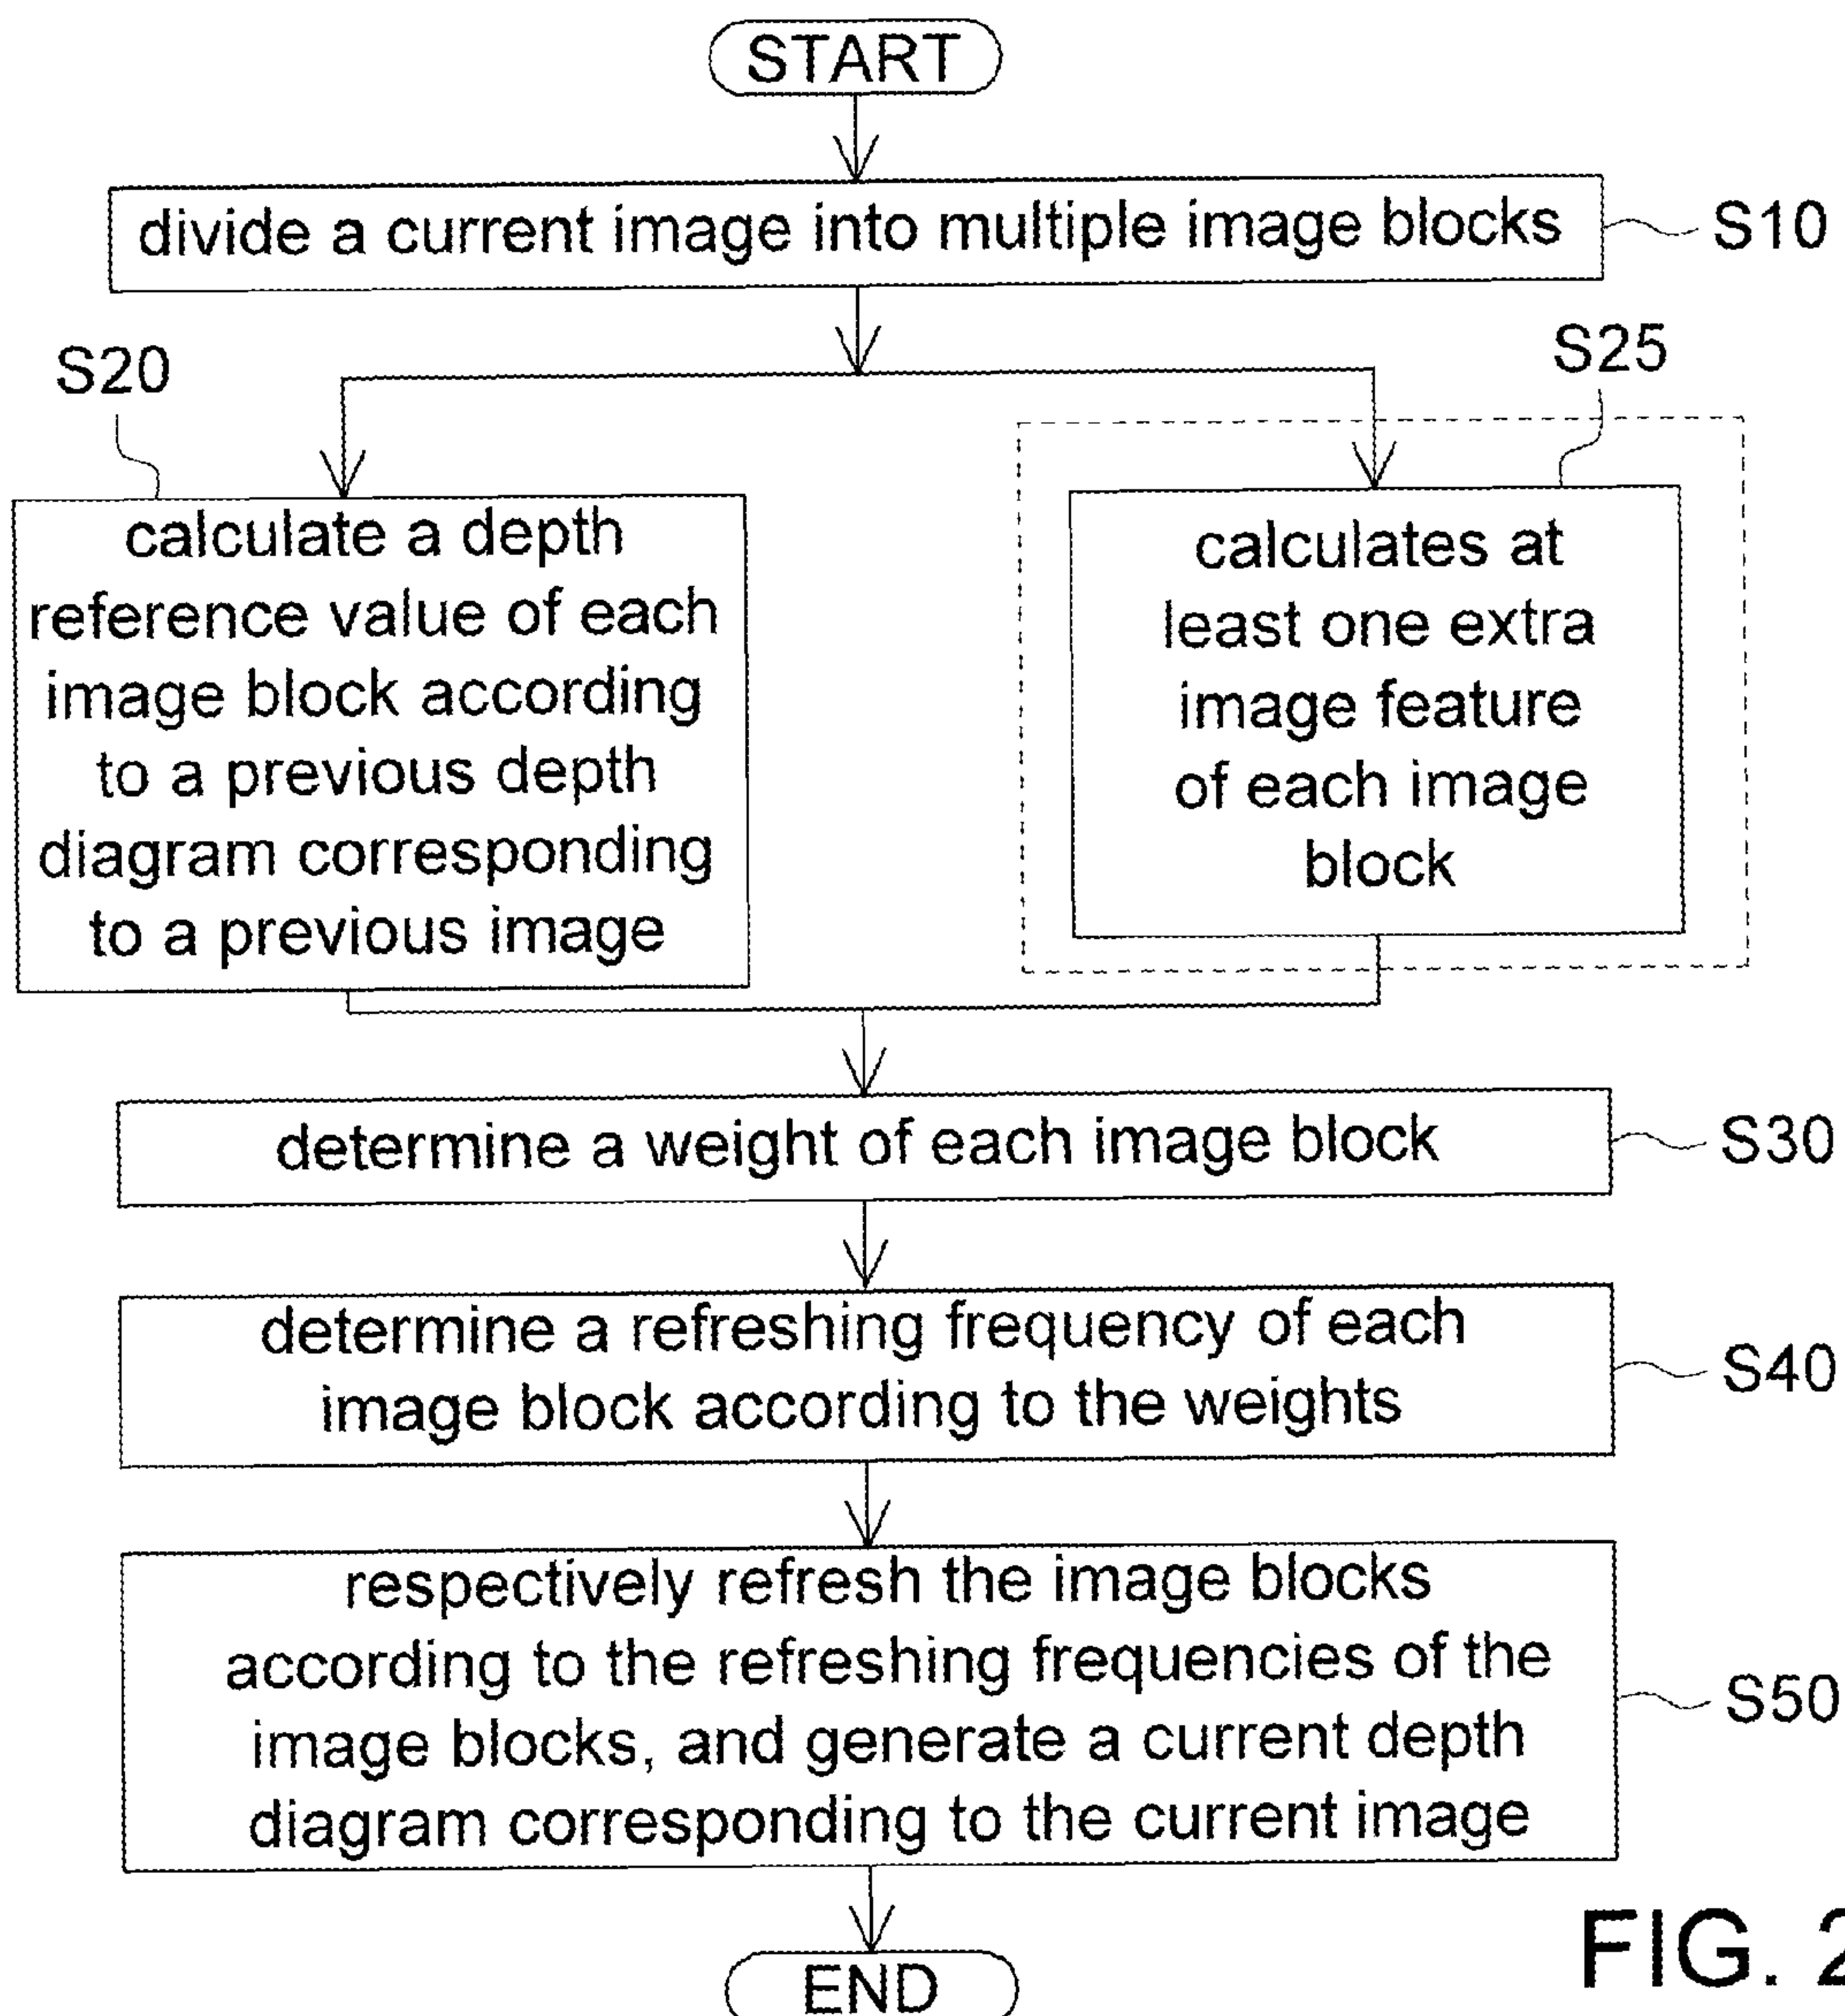 START
divide a current image into multiple image blocks
S10
S20
S25
calculate a depth
reference value of each
image block according
to a previous depth
diagram corresponding
to a previous image
calculates at
least one extra
image feature
of each image
block
determine a weight of each image block
S30
determine a refreshing frequency of each
image block according to the weights
S40
respectively refresh the image blocks
according to the refreshing frequencies of the
image blocks, and generate a current depth
diagram corresponding to the current image
S50
END
FIG. 2